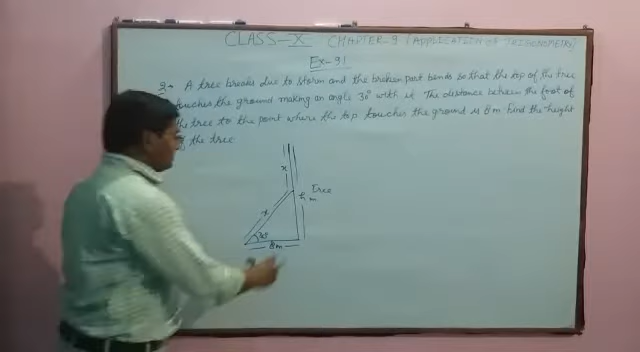 CLASS-X CHAPTER-9 (APPLICATION OF TRIGONOMETRY)
Ex-9.1
2→ A tree breaks due to storm and the broken part bends so that the top of the tree
touches the ground making an angle 30° with it. The distance between the foot of
the tree to the point where the top touches the ground is 8m Find the height
of the tree
x
Tree
h m
x
30°
8m